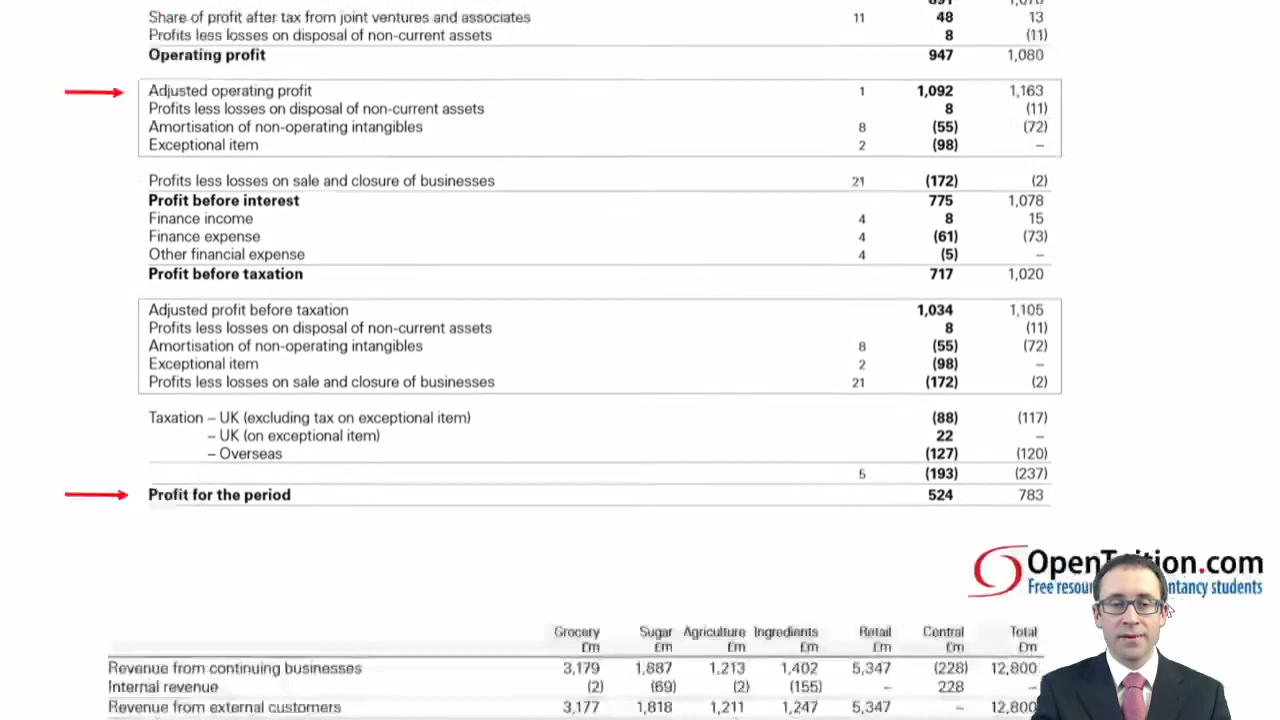 891 1,078
Share of profit after tax from joint ventures and associates 11 48 13
Profits less losses on disposal of non-current assets 8 (11)
Operating profit 947 1,080
Adjusted operating profit 1 1,092 1,163
Profits less losses on disposal of non-current assets 8 (11)
Amortisation of non-operating intangibles 8 (55) (72)
Exceptional item 2 (98) –
Profits less losses on sale and closure of businesses 21 (172) (2)
Profit before interest 775 1,078
Finance income 4 8 15
Finance expense 4 (61) (73)
Other financial expense 4 (5) –
Profit before taxation 717 1,020
Adjusted profit before taxation 1,034 1,105
Profits less losses on disposal of non-current assets 8 (11)
Amortisation of non-operating intangibles 8 (55) (72)
Exceptional item 2 (98) –
Profits less losses on sale and closure of businesses 21 (172) (2)
Taxation – UK (excluding tax on exceptional item) (88) (117)
– UK (on exceptional item) 22 –
– Overseas (127) (120)
5 (193) (237)
Profit for the period 524 783
OpenTuition.com
Free students
Grocery Sugar Agriculture Ingredients Retail Central Total
£m £m £m £m £m £m £m
Revenue from continuing businesses 3,179 1,887 1,213 1,402 5,347 (228) 12,800
Internal revenue (2) (69) (2) (155) – 228 –
Revenue from external customers 3,177 1,818 1,211 1,247 5,347 – 12,800